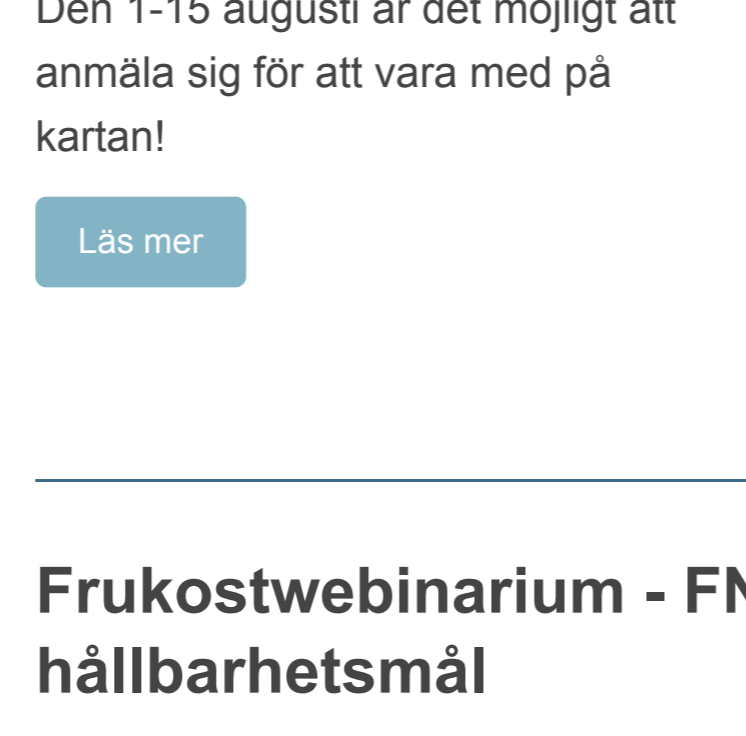 Den 1-15 augusti är det möjligt att
anmäla sig för att vara med på
kartan!
Läs mer
Frukostwebinarium - FN
hållbarhetsmål